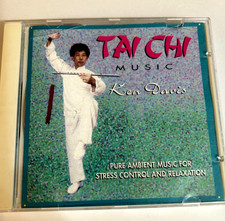 TAI CHI
MUSIC
Ken Davis
PURE AMBIENT MUSIC FOR
STRESS CONTROL AND RELAXATION